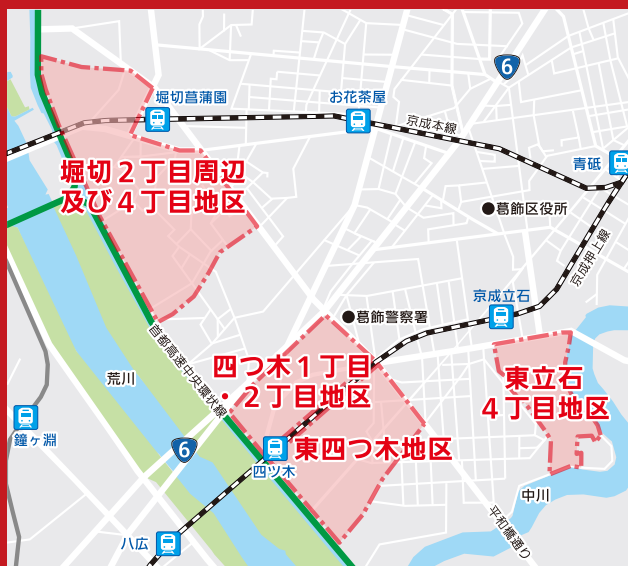 6
堀切菖蒲園
お花茶屋
京成本線
青砥
堀切2丁目周辺
及び4丁目地区
●葛飾区役所
京成押上線
京成立石
●葛飾警察署
首都高速中央環状線
荒川
四つ木1丁目
・2丁目地区
東立石
4丁目地区
鐘ヶ淵
6
東四つ木地区
四ツ木
中川
平和橋通り
八広